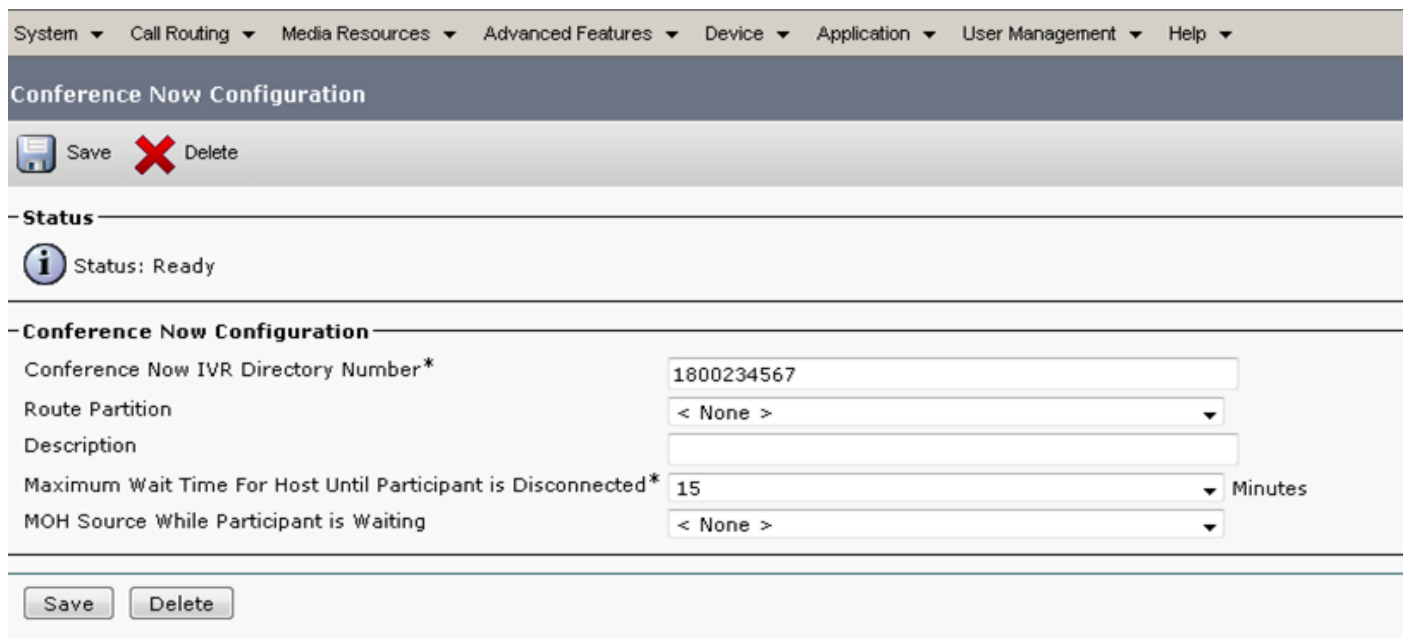 System Call Routing Media Resources Advanced Features Device Application User Management Help
Conference Now Configuration
Save Delete
Status
i Status: Ready
Conference Now Configuration
Conference Now IVR Directory Number* 1800234567
Route Partition < None >
Description
Maximum Wait Time For Host Until Participant is Disconnected* 15 Minutes
MOH Source While Participant is Waiting < None >
Save Delete